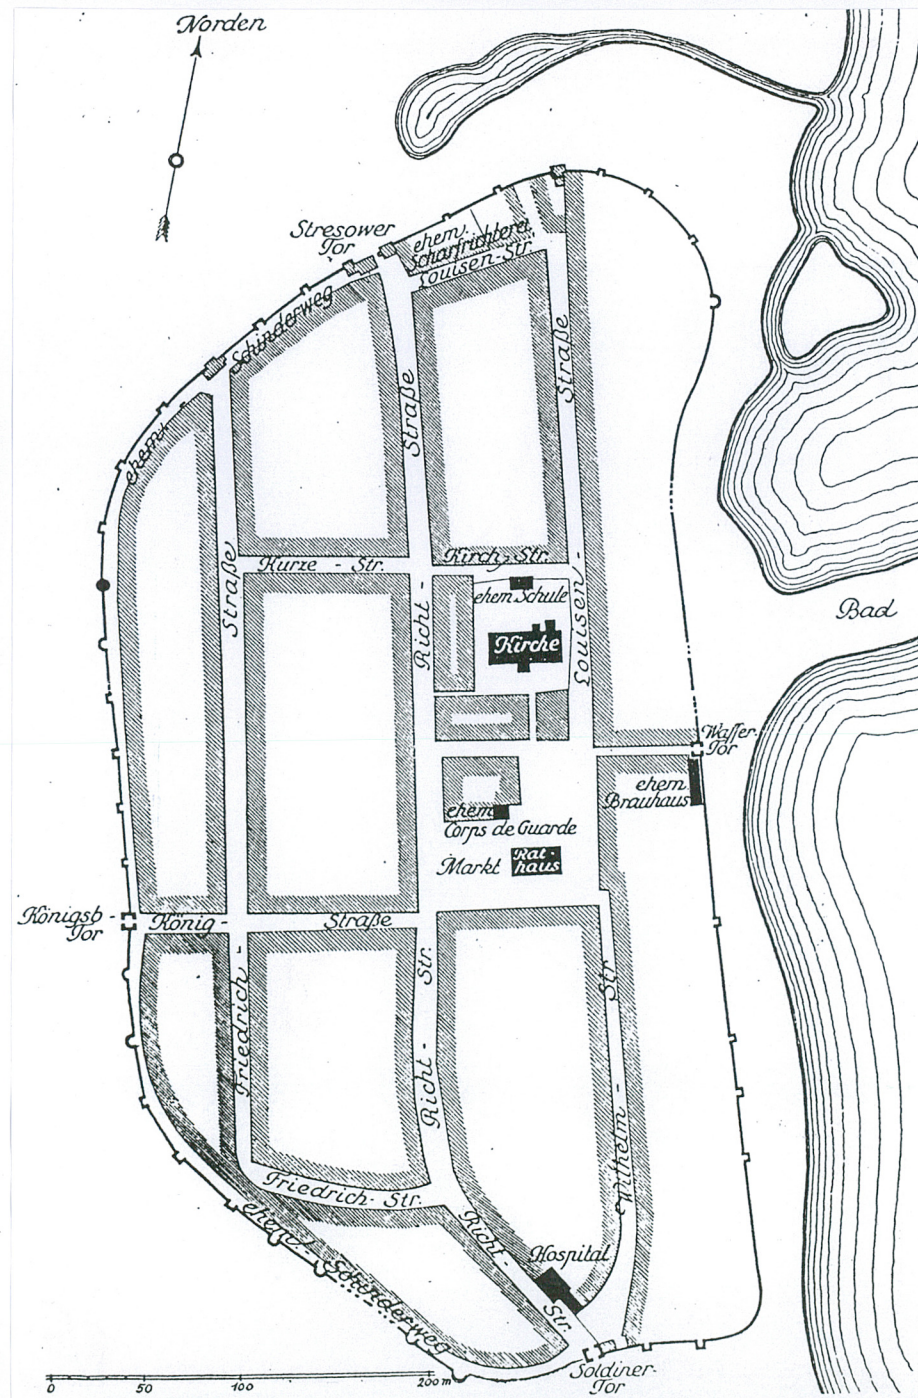 Norden
Stresower
Tor
ehem.
Scharfrichterei
Louisen-Str.
ehem.
Schinderweg
Straße
Straße
Straße
Kurze - Str.
Kirch-Str.
ehem. Schule
Kirche
Richt-
Louisen-
Bad
Wasser-
Tor
ehem.
Brauhaus
ehem.
Corps de Guarde
Markt
Rat-
haus
Königsb-
Tor
König-
Straße
Friedrich-
Richt-
Str.
Wilhelm-
Str
Friedrich-Str.
ehem.
Schinderweg
Richt-
Str.
Hospital
Soldiner-
Tor
0 50 100 200 m